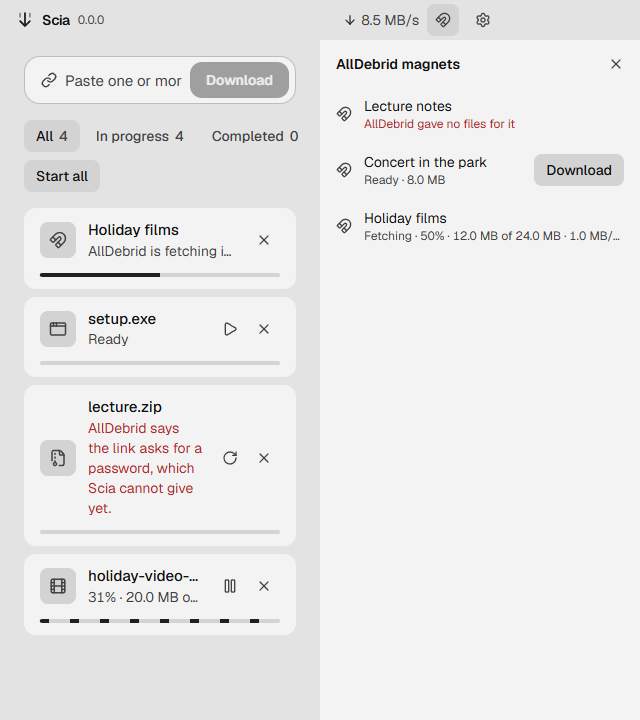 Scia 0.0.0
8.5 MB/s
Paste one or mor
Download
All 4
In progress 4
Completed 0
Start all
Holiday films
AllDebrid is fetching i…
setup.exe
Ready
lecture.zip
AllDebrid says
the link asks for a
password, which
Scia cannot give
yet.
holiday-video-…
31% · 20.0 MB o…
AllDebrid magnets
Lecture notes
AllDebrid gave no files for it
Concert in the park
Ready · 8.0 MB
Download
Holiday films
Fetching · 50% · 12.0 MB of 24.0 MB · 1.0 MB/…